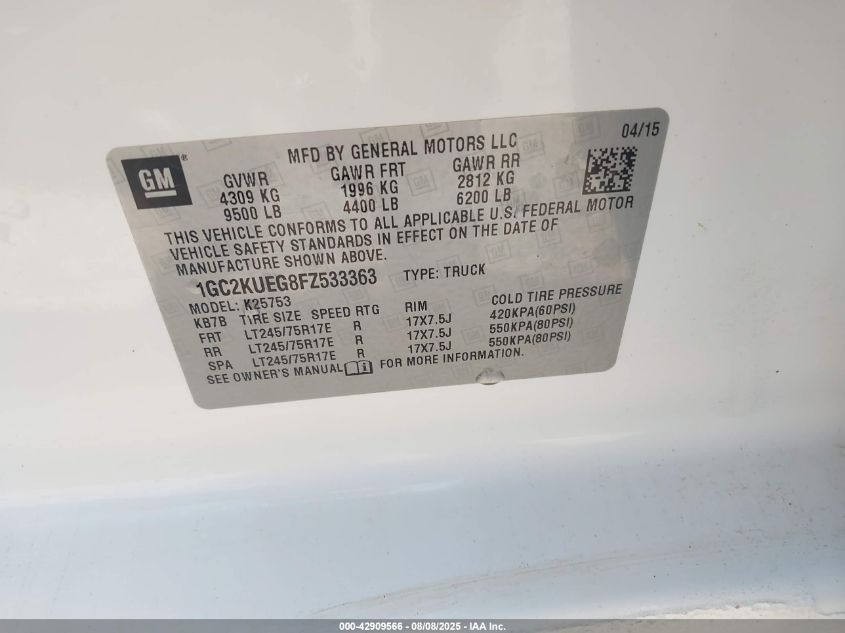 04/15
GM ®
MFD BY GENERAL MOTORS LLC
GVWR GAWR FRT GAWR RR
4309 KG 1996 KG 2812 KG
9500 LB 4400 LB 6200 LB
THIS VEHICLE CONFORMS TO ALL APPLICABLE U.S. FEDERAL MOTOR
VEHICLE SAFETY STANDARDS IN EFFECT ON THE DATE OF
MANUFACTURE SHOWN ABOVE.
1GC2KUEG8FZ533363 TYPE: TRUCK
MODEL: K25753
KB7B TIRE SIZE SPEED RTG RIM COLD TIRE PRESSURE
FRT LT245/75R17E R 17X7.5J 420KPA(60PSI)
RR LT245/75R17E R 17X7.5J 550KPA(80PSI)
SPA LT245/75R17E R 17X7.5J 550KPA(80PSI)
SEE OWNER'S MANUAL FOR MORE INFORMATION.
000-42909566 - 08/08/2025 - IAA Inc.